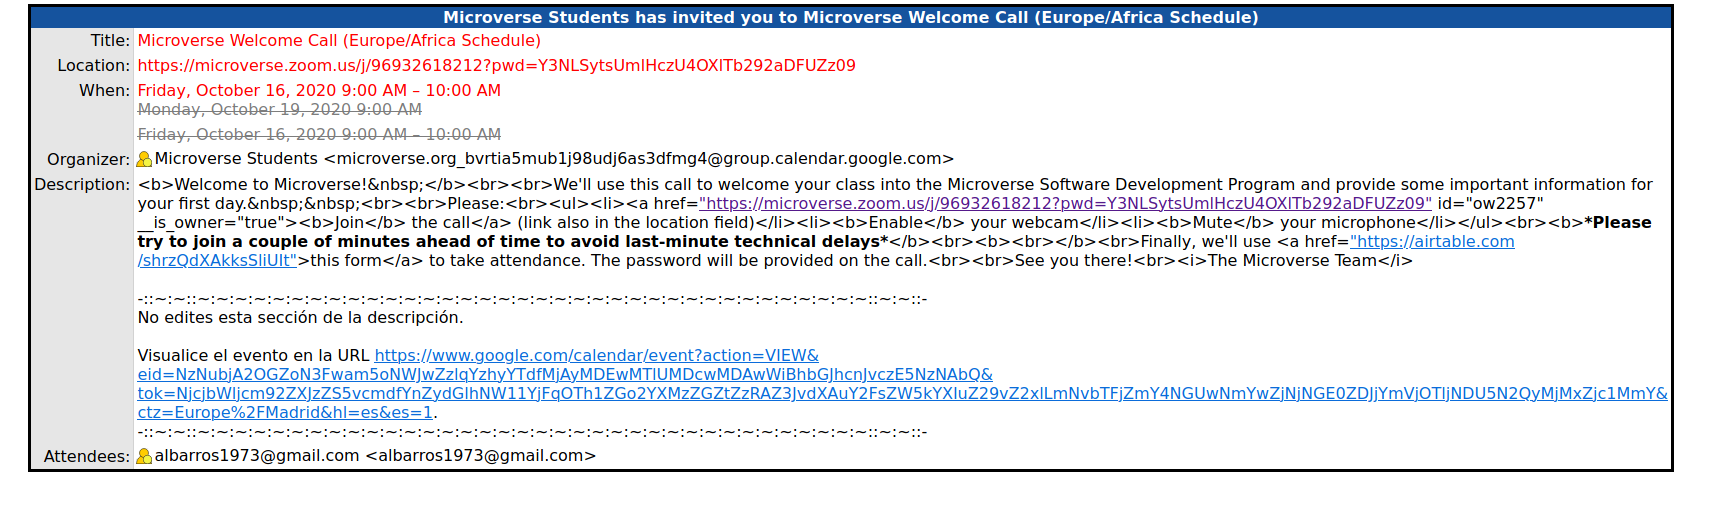 Microverse Students has invited you to Microverse Welcome Call (Europe/Africa Schedule)
Title: Microverse Welcome Call (Europe/Africa Schedule)
Location: https://microverse.zoom.us/j/96932618212?pwd=Y3NLSytsUmlHczU4OXlTb292aDFUZz09
When: Friday, October 16, 2020 9:00 AM – 10:00 AM
Monday, October 19, 2020 9:00 AM
Friday, October 16, 2020 9:00 AM – 10:00 AM
Organizer: Microverse Students <microverse.org_bvrtia5mub1j98udj6as3dfmg4@group.calendar.google.com>
Description: <b>Welcome to Microverse!&nbsp;</b><br><br>We'll use this call to welcome your class into the Microverse Software Development Program and provide some important information for
your first day.&nbsp;&nbsp;<br><br>Please:<br><ul><li><a href="https://microverse.zoom.us/j/96932618212?pwd=Y3NLSytsUmlHczU4OXlTb292aDFUZz09" id="ow2257"
__is_owner="true"><b>Join</b> the call</a> (link also in the location field)</li><li><b>Enable</b> your webcam</li><li><b>Mute</b> your microphone</li></ul><br><b>*Please
try to join a couple of minutes ahead of time to avoid last-minute technical delays*</b><br><b><br></b><br>Finally, we'll use <a href="https://airtable.com
/shrzQdXAkksSliUlt">this form</a> to take attendance. The password will be provided on the call.<br><br>See you there!<br><i>The Microverse Team</i>
-::~:~::~:~:~:~:~:~:~:~:~:~:~:~:~:~:~:~:~:~:~:~:~:~:~:~:~:~:~:~:~:~:~:~:~:~:~:~::~:~::-
No edites esta sección de la descripción.
Visualice el evento en la URL https://www.google.com/calendar/event?action=VIEW&
eid=NzNubjA2OGZoN3Fwam5oNWJwZzlqYzhyYTdfMjAyMDEwMTlUMDcwMDAwWiBhbGJhcnJvczE5NzNAbQ&
tok=NjcjbWljcm92ZXJzZS5vcmdfYnZydGlhNW11YjFqOTh1ZGo2YXMzZGZtZzRAZ3JvdXAuY2FsZW5kYXIuZ29vZ2xlLmNvbTFjZmY4NGUwNmYwZjNjNGE0ZDJjYmVjOTljNDU5N2QyMjMxZjc1MmY&
ctz=Europe%2FMadrid&hl=es&es=1.
-::~:~::~:~:~:~:~:~:~:~:~:~:~:~:~:~:~:~:~:~:~:~:~:~:~:~:~:~:~:~:~:~:~:~:~:~:~:~::~:~::-
Attendees: albarros1973@gmail.com <albarros1973@gmail.com>